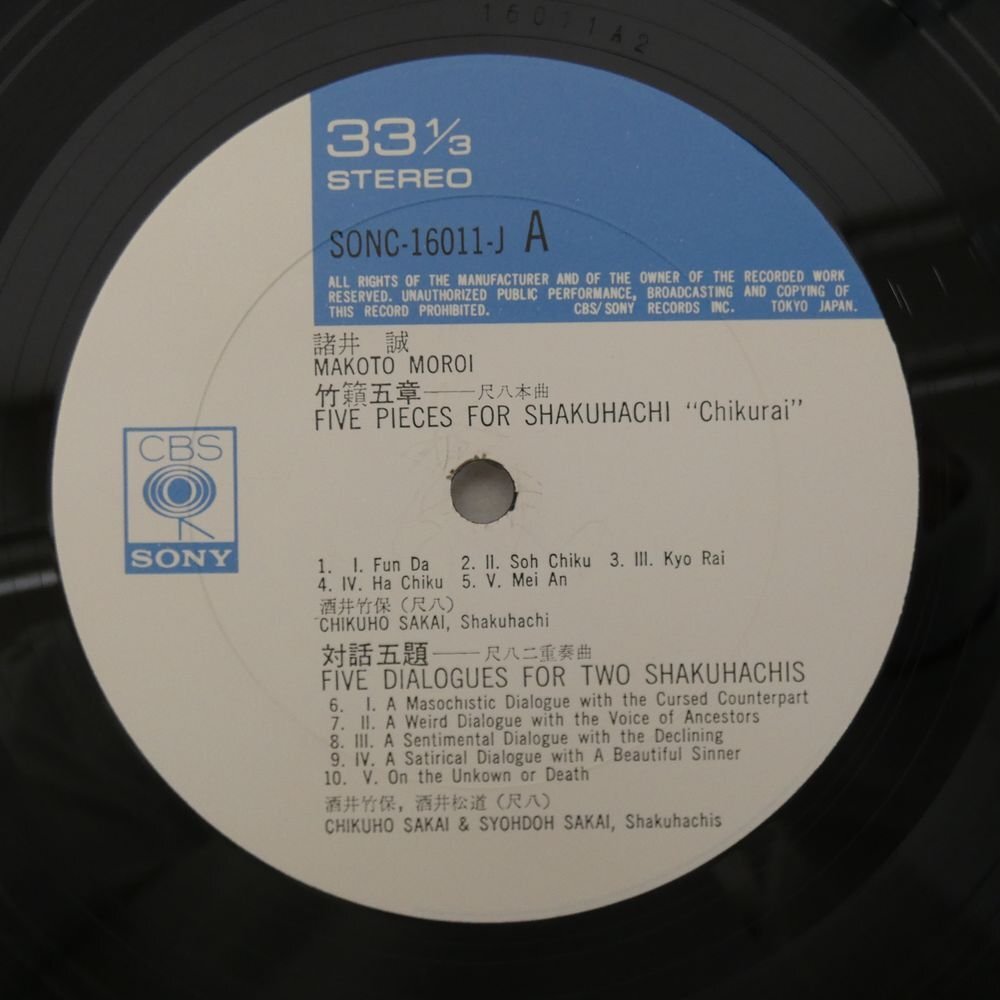 16011A2
33 1/3
STEREO
SONC-16011-J A
ALL RIGHTS OF THE MANUFACTURER AND OF THE OWNER OF THE RECORDED WORK
RESERVED. UNAUTHORIZED PUBLIC PERFORMANCE, BROADCASTING AND COPYING OF
THIS RECORD PROHIBITED. CBS/SONY RECORDS INC. TOKYO JAPAN.
諸井 誠
MAKOTO MOROI
竹籟五章——尺八本曲
FIVE PIECES FOR SHAKUHACHI “Chikurai”
CBS
SONY
1. I. Fun Da 2. II. Soh Chiku 3. III. Kyo Rai
4. IV. Ha Chiku 5. V. Mei An
酒井竹保（尺八）
CHIKUHO SAKAI, Shakuhachi
対話五題——尺八二重奏曲
FIVE DIALOGUES FOR TWO SHAKUHACHIS
6. I. A Masochistic Dialogue with the Cursed Counterpart
7. II. A Weird Dialogue with the Voice of Ancestors
8. III. A Sentimental Dialogue with the Declining
9. IV. A Satirical Dialogue with A Beautiful Sinner
10. V. On the Unkown or Death
酒井竹保，酒井松道（尺八）
CHIKUHO SAKAI & SYOHDOH SAKAI, Shakuhachis